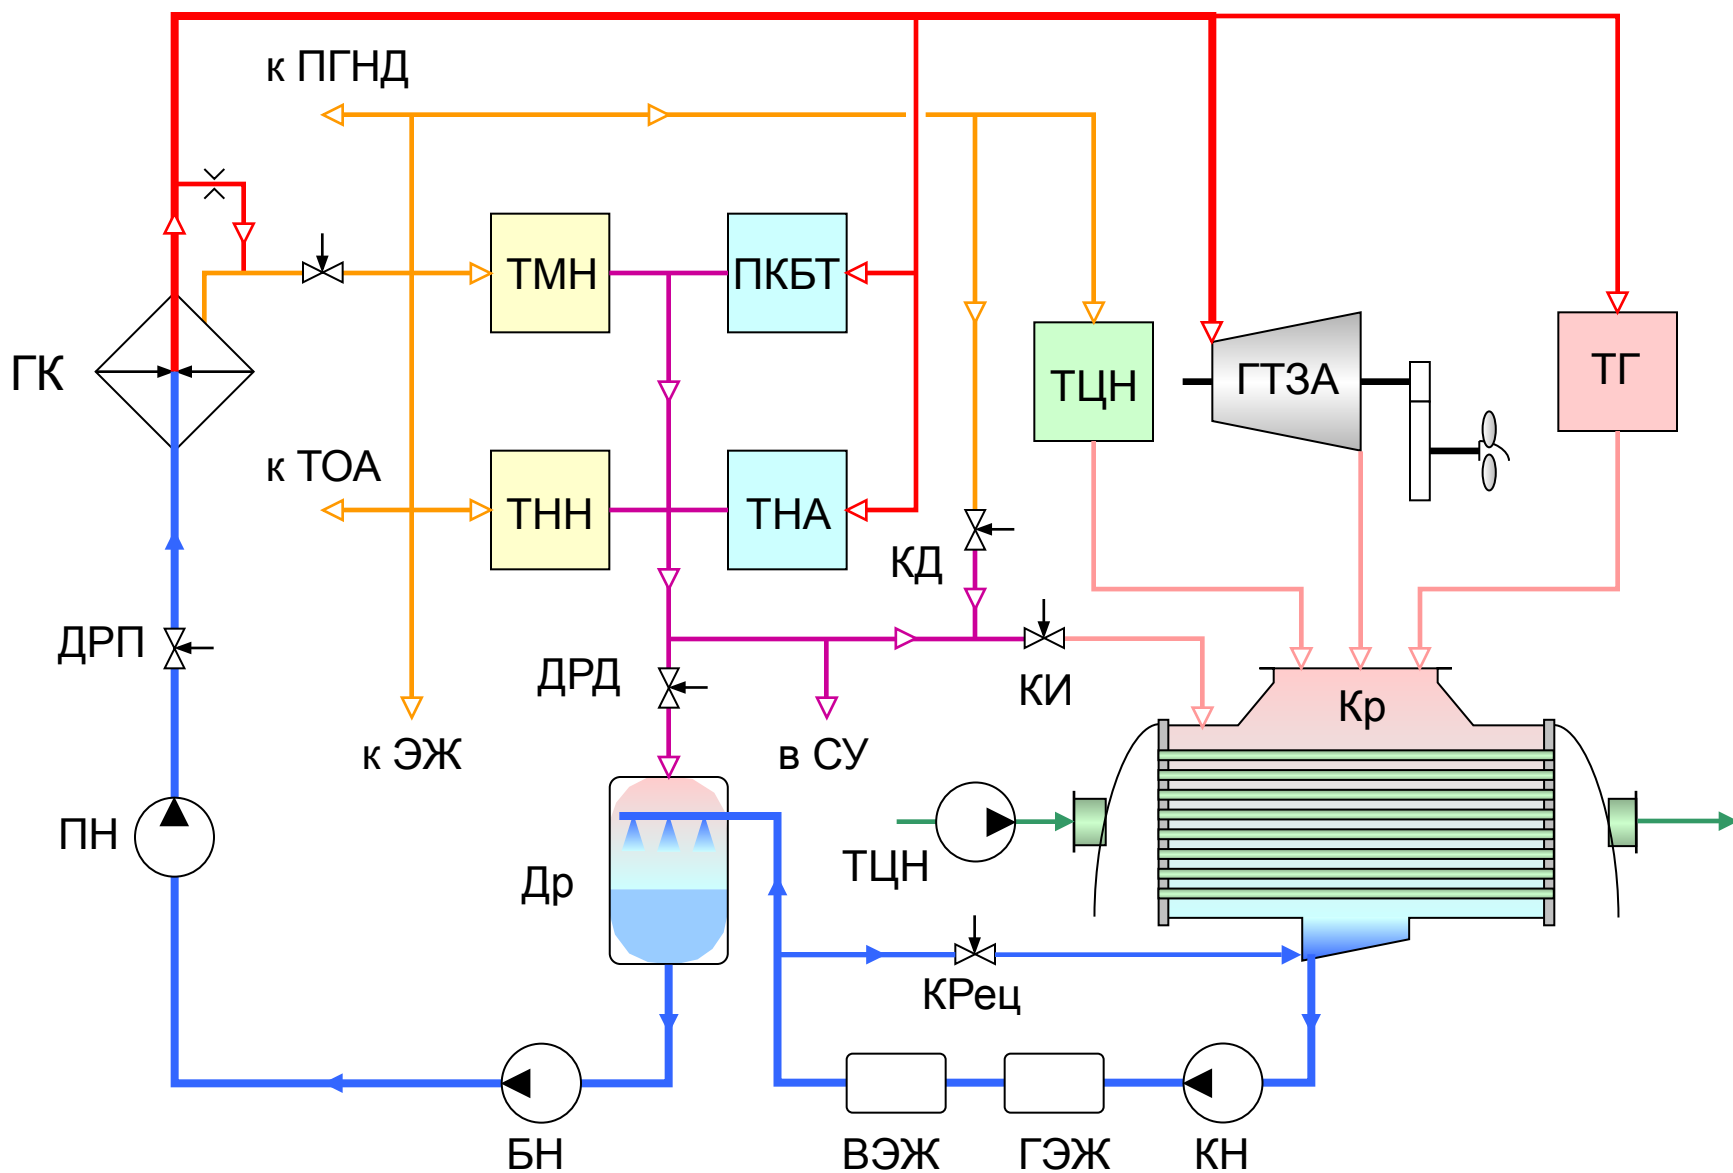 к ПГНД
ТМН
ПКБТ
ГК
ТЦН
ГТЗА
ТГ
к ТОА
ТНН
ТНА
КД
ДРП
ДРД
КИ
Кр
к ЭЖ
в СУ
ПН
Др
ТЦН
КРец
БН
ВЭЖ
ГЭЖ
КН